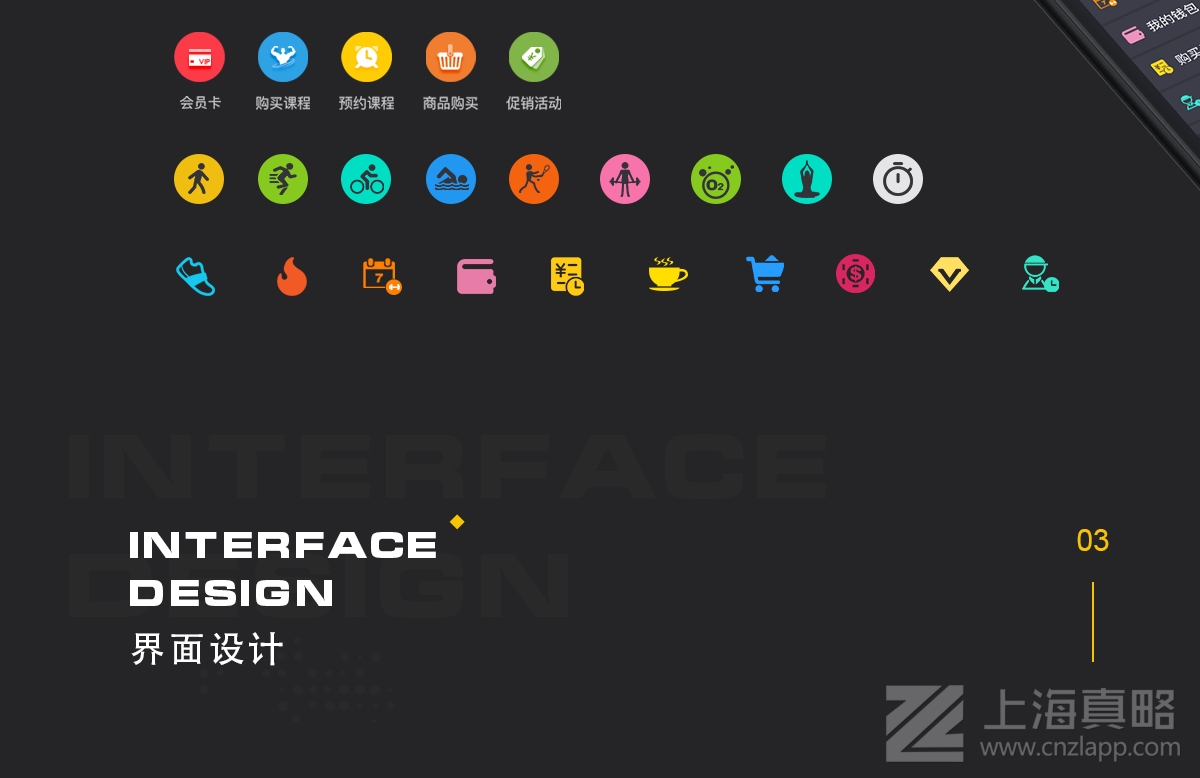 我的钱包
购买
VIP
会员卡 购买课程 预约课程 商品购买 促销活动
O2
7
¥
$
INTERFACE
DESIGN
INTERFACE
DESIGN
界面设计
03
上海真略
www.cnzlapp.com